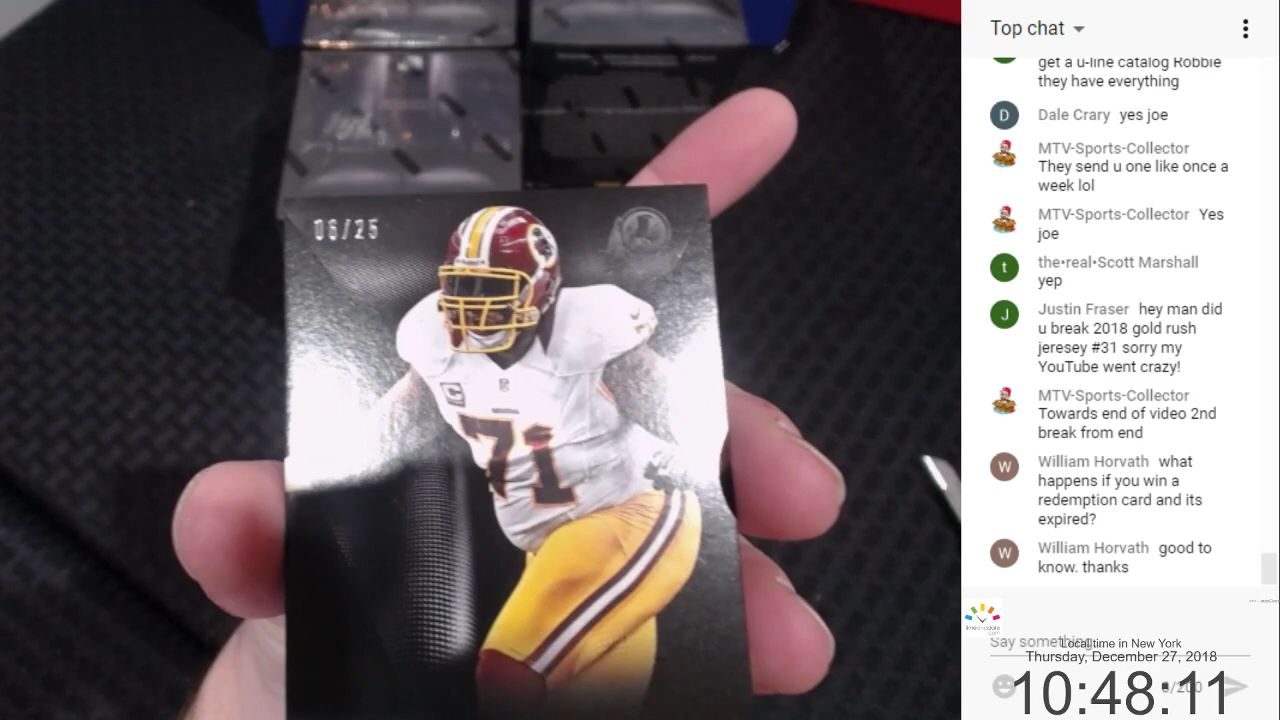 06/25
71
C
Top chat
get a u-line catalog Robbie
they have everything
D Dale Crary yes joe
MTV-Sports-Collector
They send u one like once a
week lol
MTV-Sports-Collector Yes
joe
t the•real•Scott Marshall
yep
J Justin Fraser hey man did
u break 2018 gold rush
jeresey #31 sorry my
YouTube went crazy!
MTV-Sports-Collector
Towards end of video 2nd
break from end
W William Horvath what
happens if you win a
redemption card and its
expired?
W William Horvath good to
know. thanks
Say something...
Local time in New York
Thursday, December 27, 2018
10:48.11
0/200